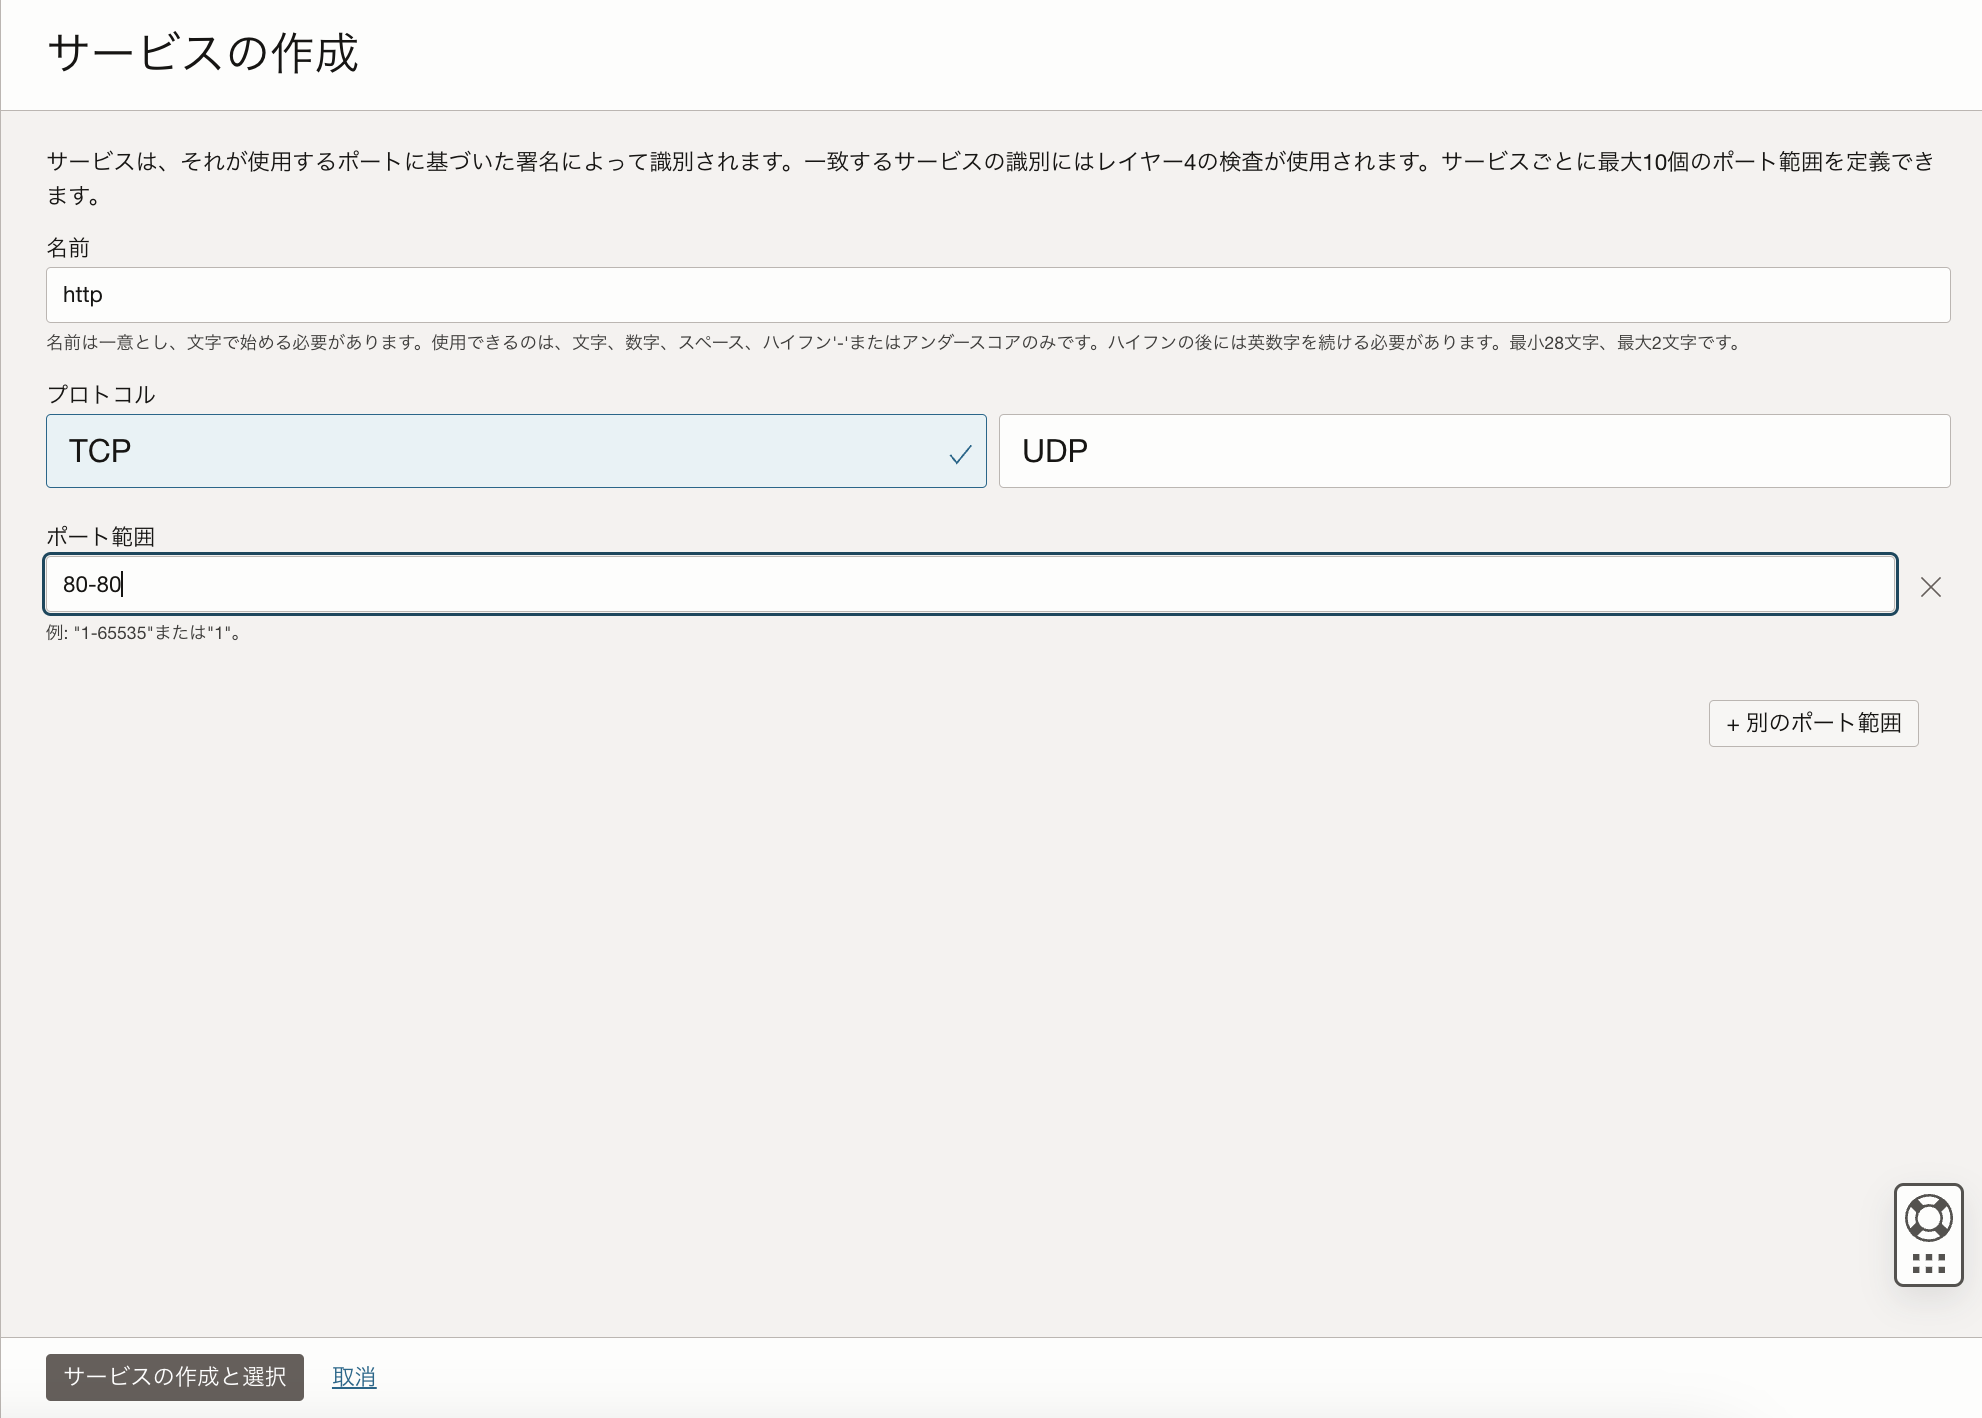 サービスの作成
サービスは、それが使用するポートに基づいた署名によって識別されます。一致するサービスの識別にはレイヤー4の検査が使用されます。サービスごとに最大10個のポート範囲を定義でき
ます。
名前
http
名前は一意とし、文字で始める必要があります。使用できるのは、文字、数字、スペース、ハイフン'-'またはアンダースコアのみです。ハイフンの後には英数字を続ける必要があります。最小28文字、最大2文字です。
プロトコル
TCP
UDP
ポート範囲
80-80
例: "1-65535"または"1"。
+ 別のポート範囲
サービスの作成と選択
取消